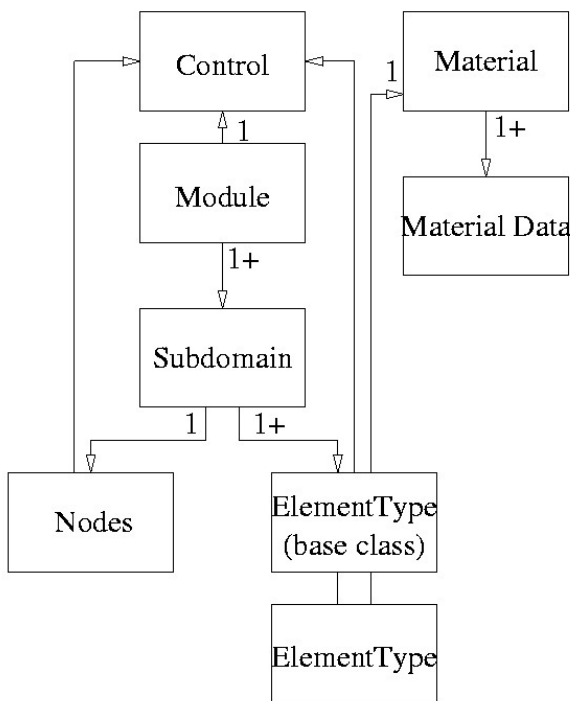 Control
1
Material
1
1+
Module
Material Data
1+
Subdomain
1
1+
Nodes
ElementType
(base class)
ElementType